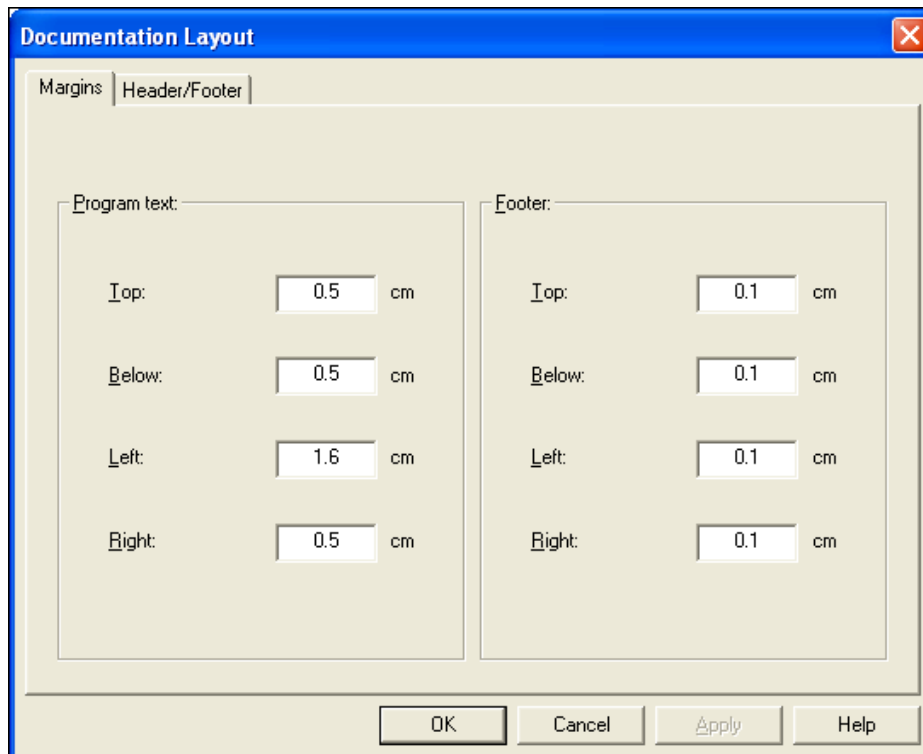 Documentation Layout
Margins Header/Footer
Program text:
Top: 0.5 cm
Below: 0.5 cm
Left: 1.6 cm
Right: 0.5 cm
Footer:
Top: 0.1 cm
Below: 0.1 cm
Left: 0.1 cm
Right: 0.1 cm
OK Cancel Apply Help